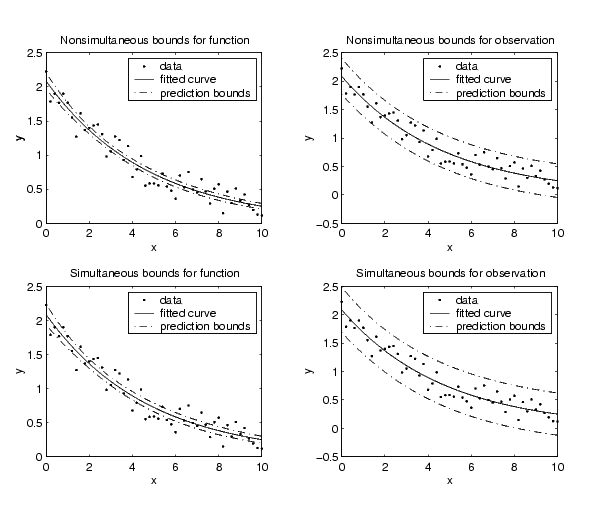 Nonsimultaneous bounds for function
2.5
2
1.5
1
0.5
0
y
data
fitted curve
prediction bounds
0 2 4 6 8 10
x
Nonsimultaneous bounds for observation
2.5
2
1.5
1
0.5
0
−0.5
y
data
fitted curve
prediction bounds
0 2 4 6 8 10
x
Simultaneous bounds for function
2.5
2
1.5
1
0.5
0
y
data
fitted curve
prediction bounds
0 2 4 6 8 10
x
Simultaneous bounds for observation
2.5
2
1.5
1
0.5
0
−0.5
y
data
fitted curve
prediction bounds
0 2 4 6 8 10
x